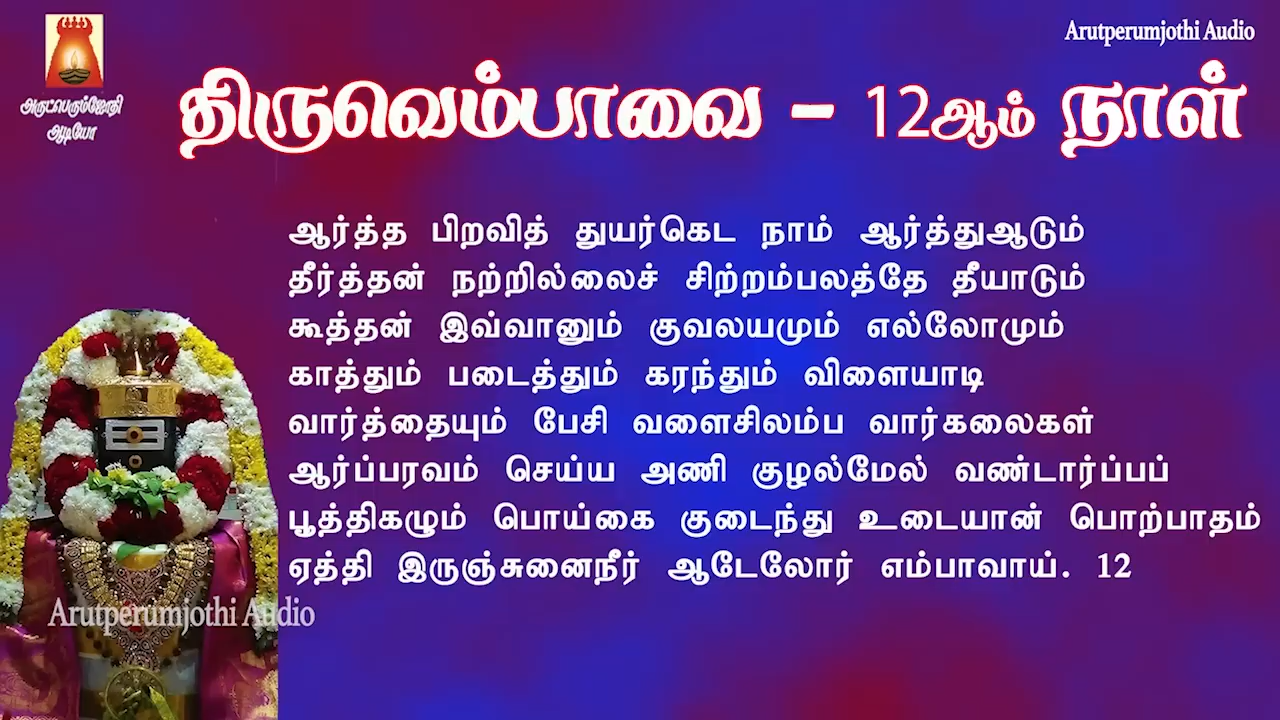 Arutperumjothi Audio
அருட்பெரும்ஜோதி
ஆடியோ
திருவெம்பாவை - 12ஆம் நாள்
ஆர்த்த பிறவித் துயர்கெட நாம் ஆர்த்துஆடும்
தீர்த்தன் நற்றில்லைச் சிற்றம்பலத்தே தீயாடும்
கூத்தன் இவ்வானும் குவலயமும் எல்லோமும்
காத்தும் படைத்தும் கரந்தும் விளையாடி
வார்த்தையும் பேசி வளைசிலம்ப வார்கலைகள்
ஆர்ப்பரவம் செய்ய அணி குழல்மேல் வண்டார்ப்பப்
பூத்திகழும் பொய்கை குடைந்து உடையான் பொற்பாதம்
ஏத்தி இருஞ்சுனைநீர் ஆடேலோர் எம்பாவாய். 12
Arutperumjothi Audio